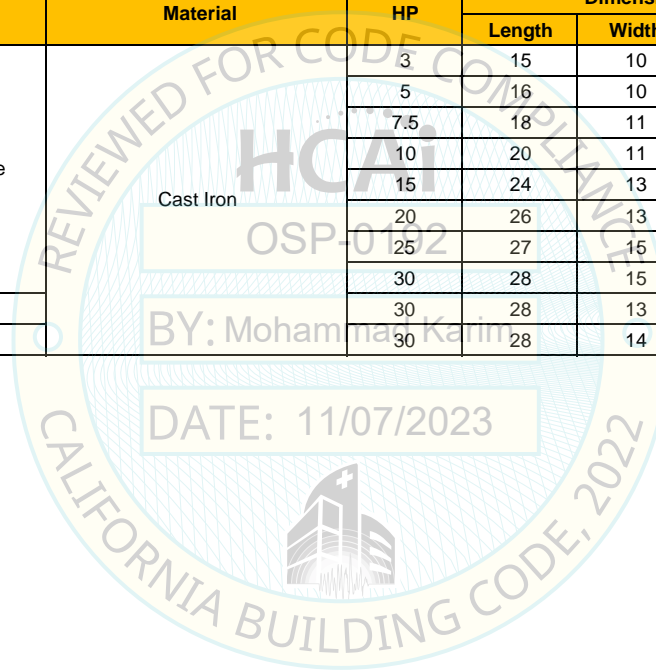 Material HP
Length
3 15 10
5 16 10
7.5 18 11
10 20 11
15 24 13
Cast Iron
20 26 13
25 27 15
30 28 15
30 28 13
30 28 14
REVIEWED FOR CODE COMPLIANCE
HCAi
OSP-0192
BY: Mohammad Karim
DATE: 11/07/2023
CALIFORNIA BUILDING CODE, 2022